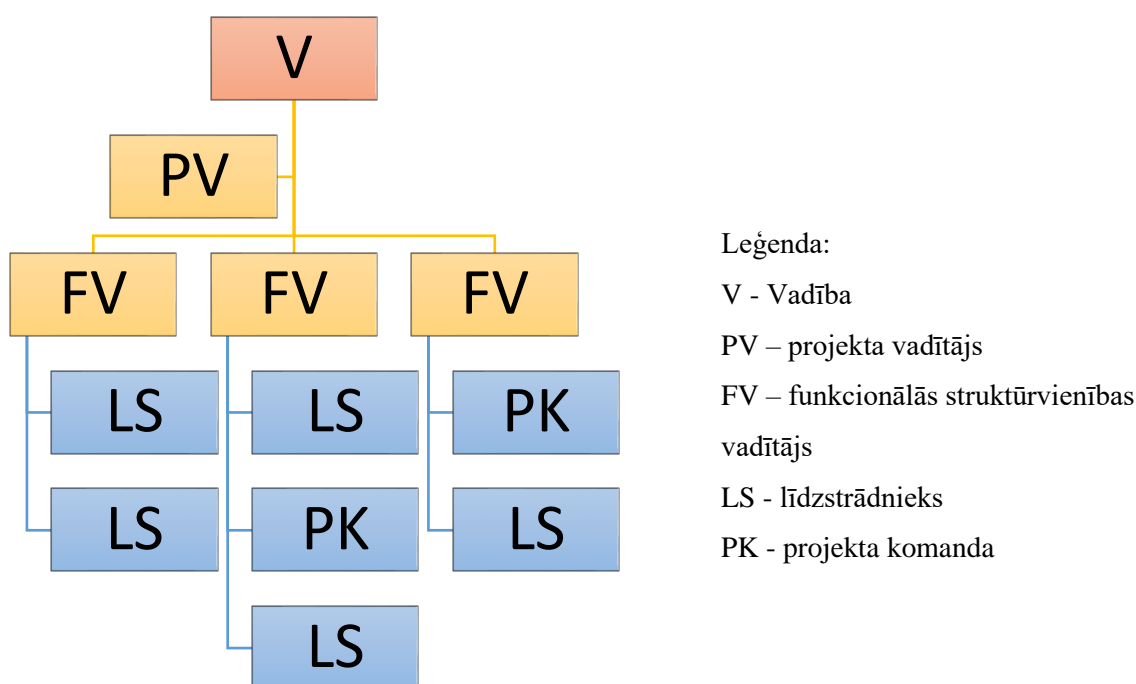 V
PV
FV
FV
FV
LS
LS
PK
LS
PK
LS
LS
Leģenda:
V - Vadība
PV – projekta vadītājs
FV – funkcionālās struktūrvienības
vadītājs
LS - līdzstrādnieks
PK - projekta komanda